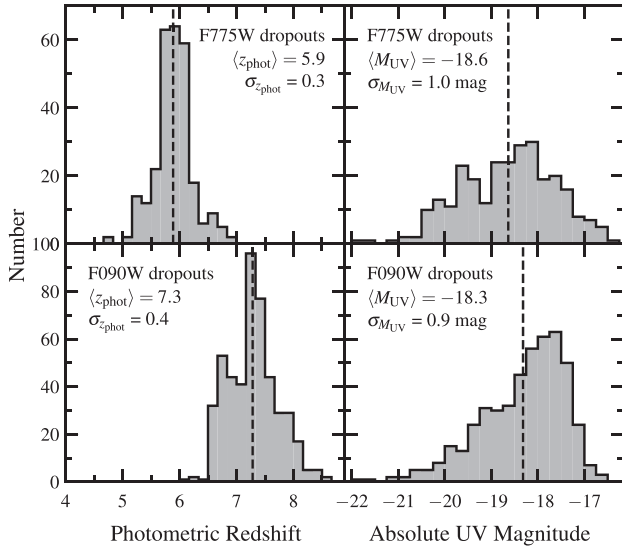 F775W dropouts
⟨z_phot⟩ = 5.9
σ_z_phot = 0.3
F775W dropouts
⟨M_UV⟩ = −18.6
σ_M_UV = 1.0 mag
60
40
20
100
F090W dropouts
⟨z_phot⟩ = 7.3
σ_z_phot = 0.4
F090W dropouts
⟨M_UV⟩ = −18.3
σ_M_UV = 0.9 mag
80
60
40
20
0
Number
4 5 6 7 8
−22 −21 −20 −19 −18 −17
Photometric Redshift
Absolute UV Magnitude